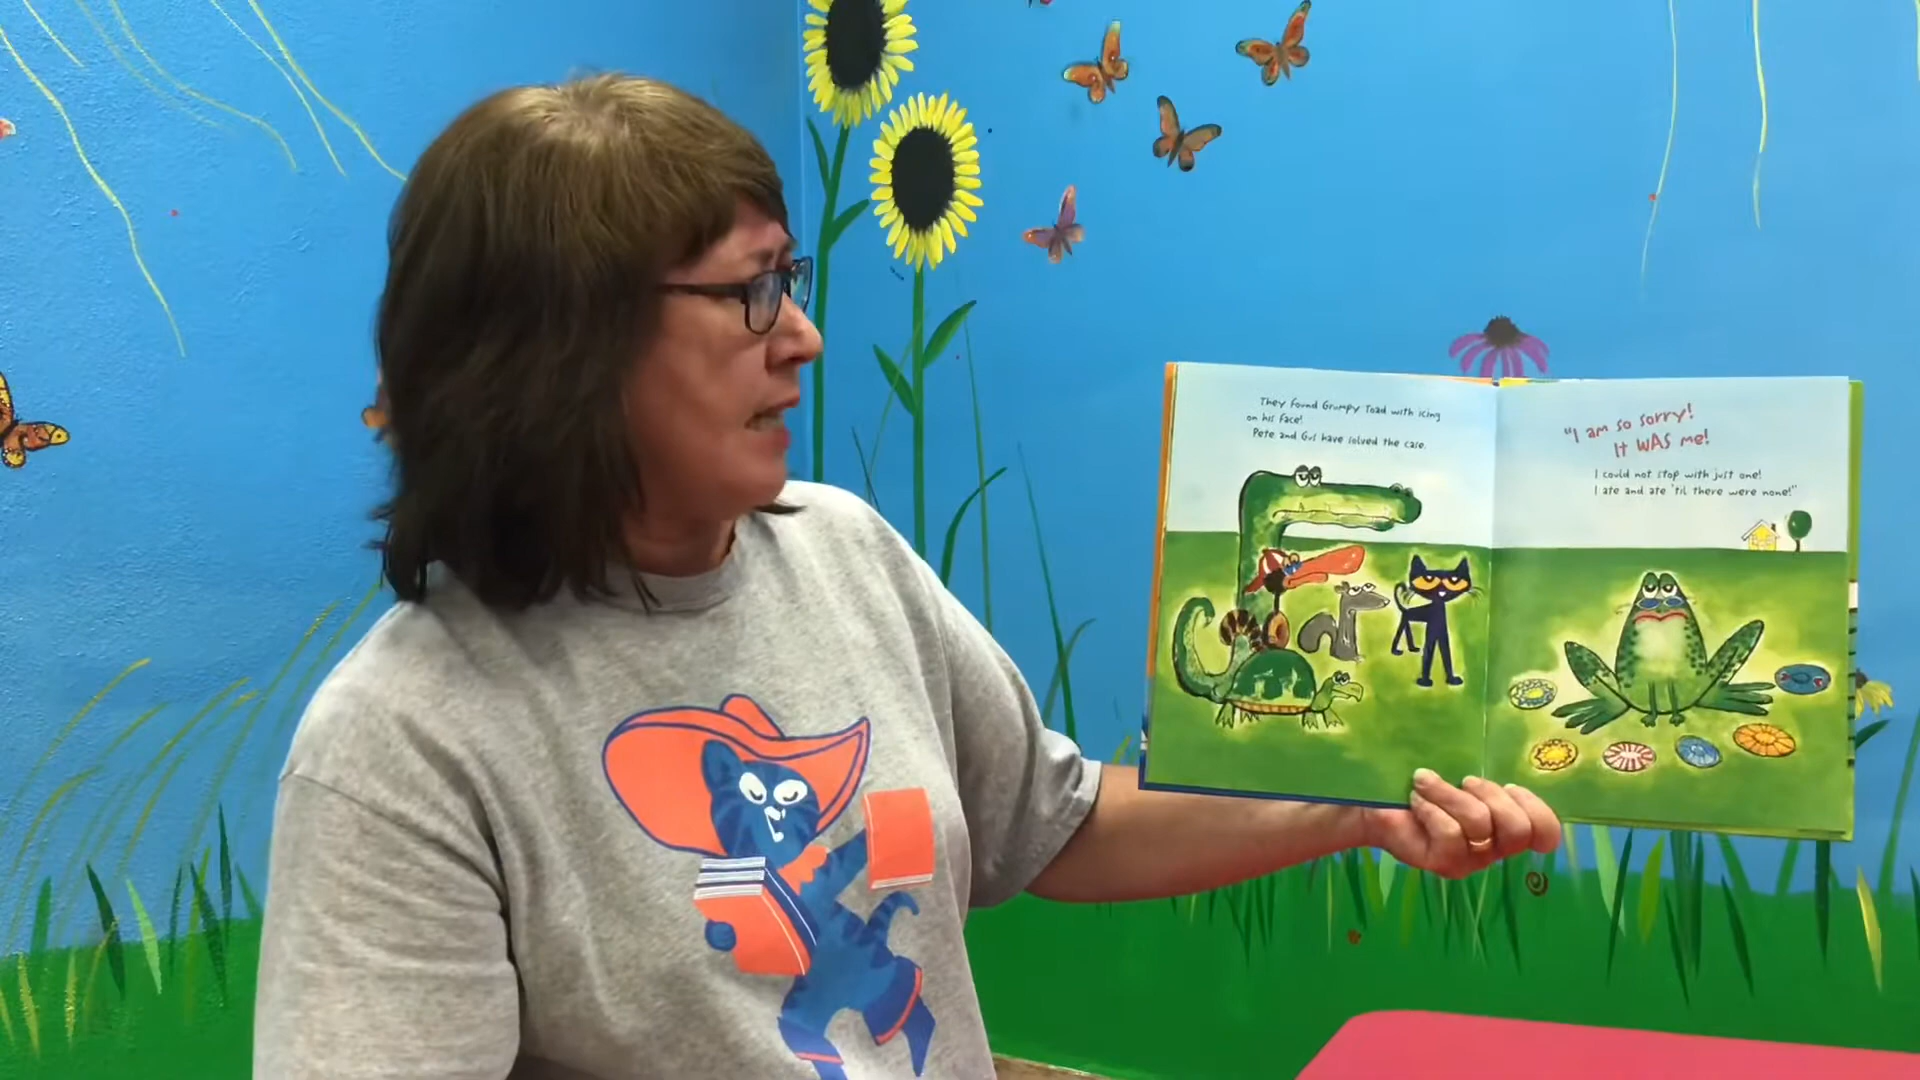 They found Grumpy Toad with icing
on his face!
Pete and Gus have solved the case.
"I am so sorry!
It WAS me!
I could not stop with just one!
I ate and ate 'til there were none!"